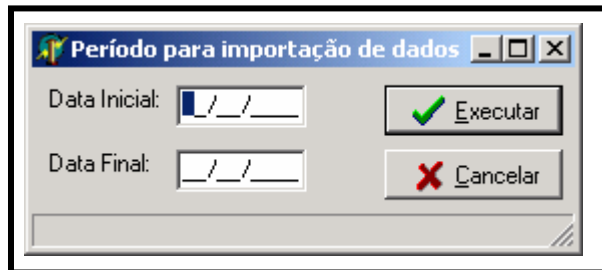 Período para importação de dados
Data Inicial: __/__/____
Executar
Data Final: __/__/____
Cancelar